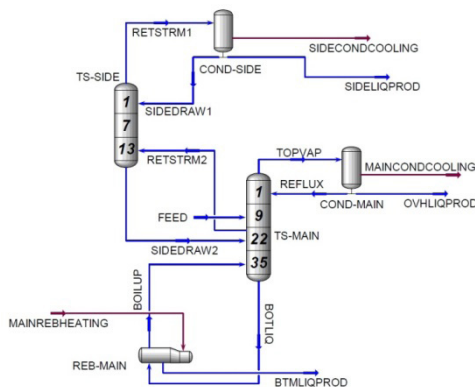 RETSTRM1
SIDECONDCOOLING
TS-SIDE
COND-SIDE
1
7
13
SIDEDRAW1
SIDELIQPROD
RETSTRM2
TOPVAP
MAINCONDCOOLING
1
REFLUX
COND-MAIN
OVHLIQPROD
FEED
9
22
TS-MAIN
35
SIDEDRAW2
BOILUP
BOTLIQ
MAINREBHEATING
REB-MAIN
BTMLIQPROD